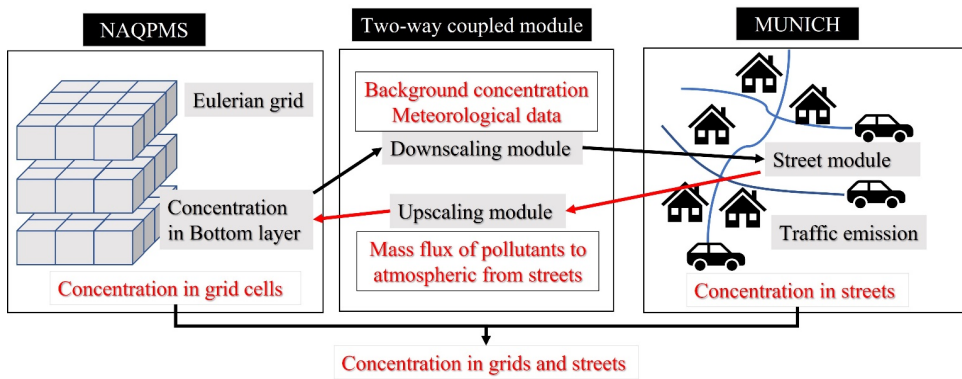 NAQPMS
Two-way coupled module
MUNICH
Eulerian grid
Concentration
in Bottom layer
Concentration in grid cells
Background concentration
Meteorological data
Downscaling module
Upscaling module
Mass flux of pollutants to
atmospheric from streets
Street module
Traffic emission
Concentration in streets
Concentration in grids and streets